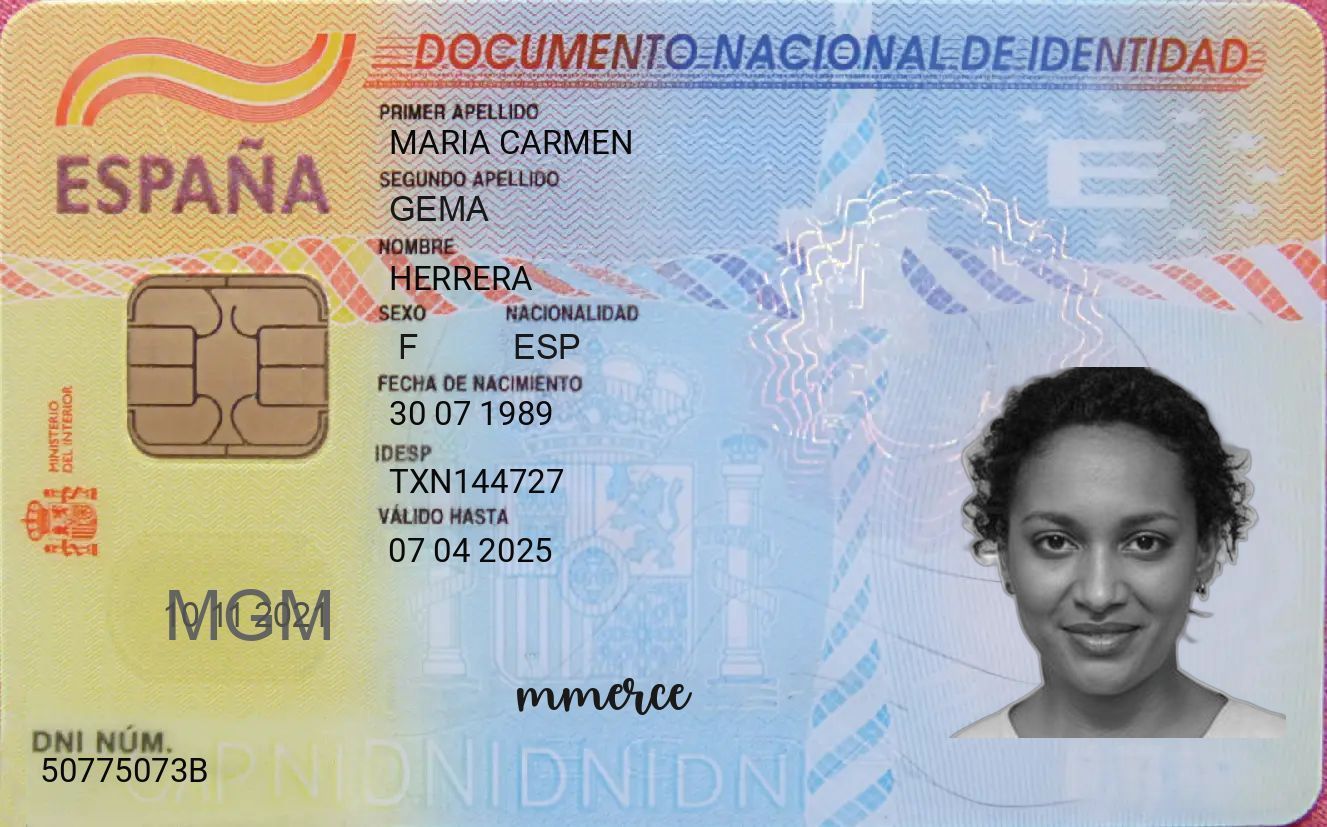 DOCUMENTO NACIONAL DE IDENTIDAD
ESPAÑA
PRIMER APELLIDO
MARIA CARMEN
SEGUNDO APELLIDO
GEMA
NOMBRE
HERRERA
SEXO NACIONALIDAD
F ESP
FECHA DE NACIMIENTO
30 07 1989
IDESP
TXN144727
VÁLIDO HASTA
07 04 2025
MINISTERIO
DEL INTERIOR
E
MGM
10 11 2021
mmerce
DNI NÚM.
50775073B
DNIDNIDNIDNI